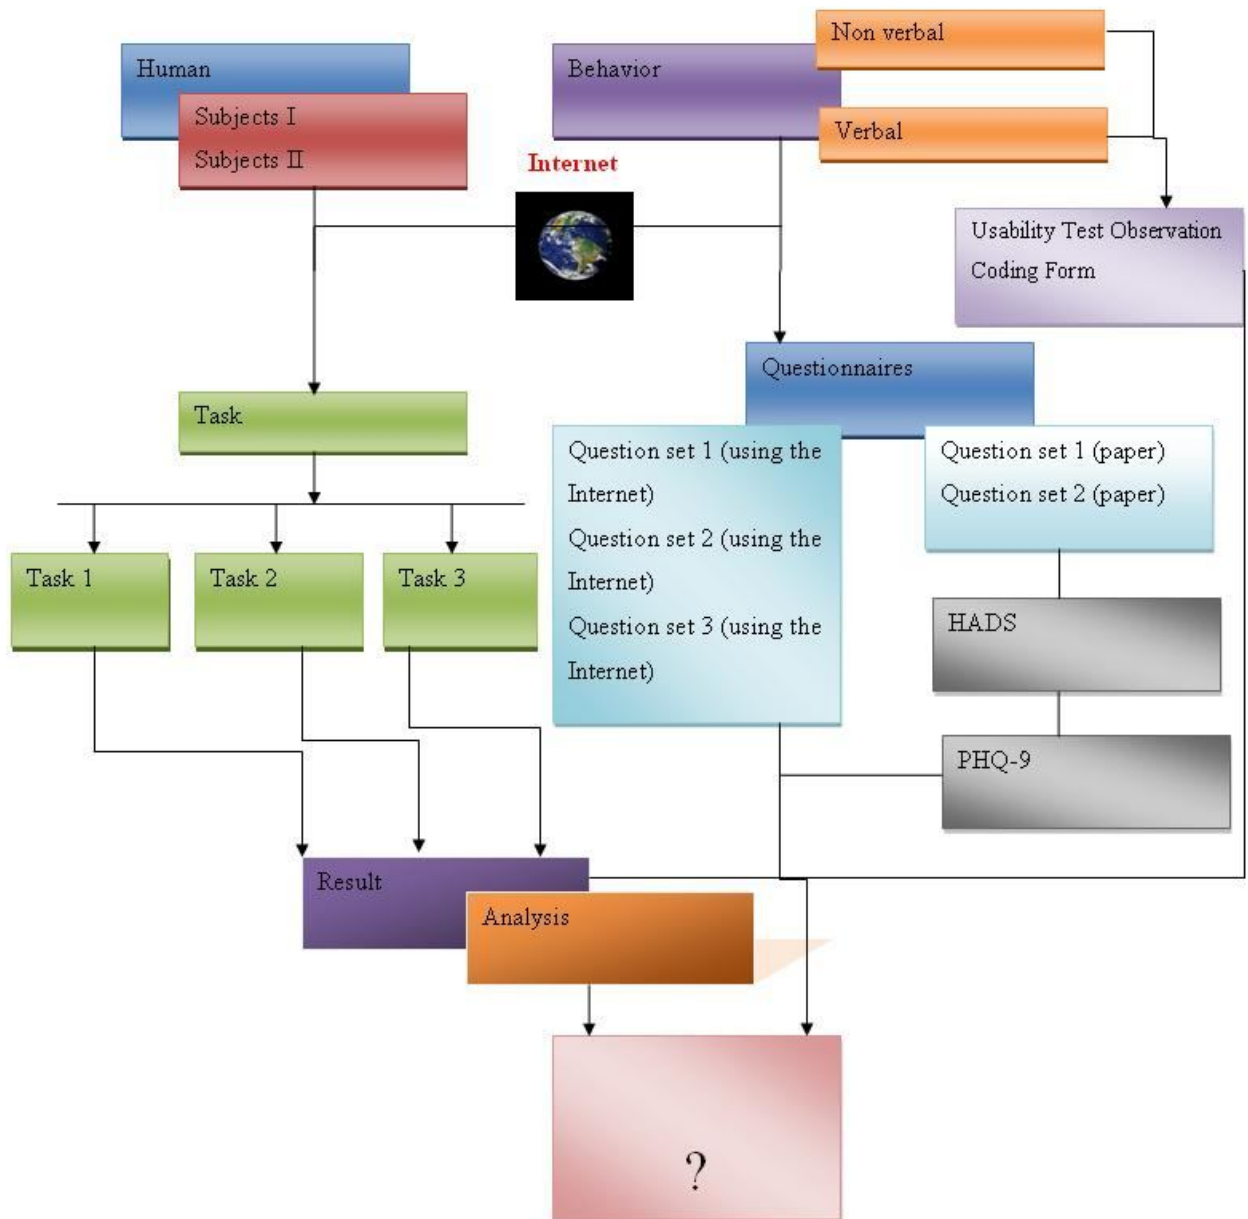 Human
Subjects I
Subjects II
Behavior
Non verbal
Verbal
Internet
Usability Test Observation
Coding Form
Questionnaires
Task
Question set 1 (using the
Internet)
Question set 2 (using the
Internet)
Question set 3 (using the
Internet)
Question set 1 (paper)
Question set 2 (paper)
Task 1
Task 2
Task 3
HADS
PHQ-9
Result
Analysis
?